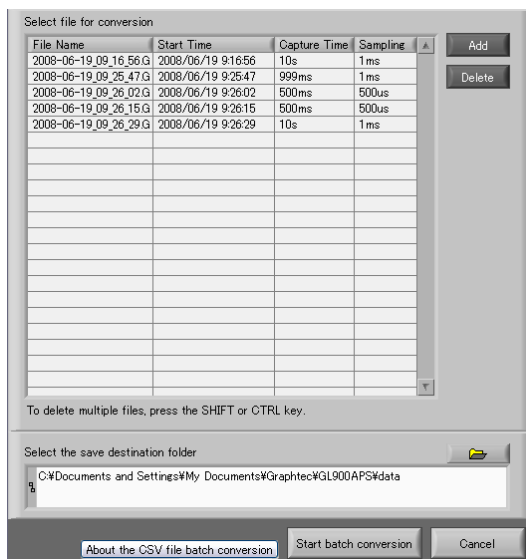 Select file for conversion
File Name Start Time Capture Time Sampling Add
2008-06-19_09_16_56.G 2008/06/19 9:16:56 10s 1ms
2008-06-19_09_25_47.G 2008/06/19 9:25:47 999ms 1ms Delete
2008-06-19_09_26_02.G 2008/06/19 9:26:02 500ms 500us
2008-06-19_09_26_15.G 2008/06/19 9:26:15 500ms 500us
2008-06-19_09_26_29.G 2008/06/19 9:26:29 10s 1ms
To delete multiple files, press the SHIFT or CTRL key.
Select the save destination folder
C:¥Documents and Settings¥My Documents¥Graphtec¥GL900APS¥data
About the CSV file batch conversion Start batch conversion Cancel